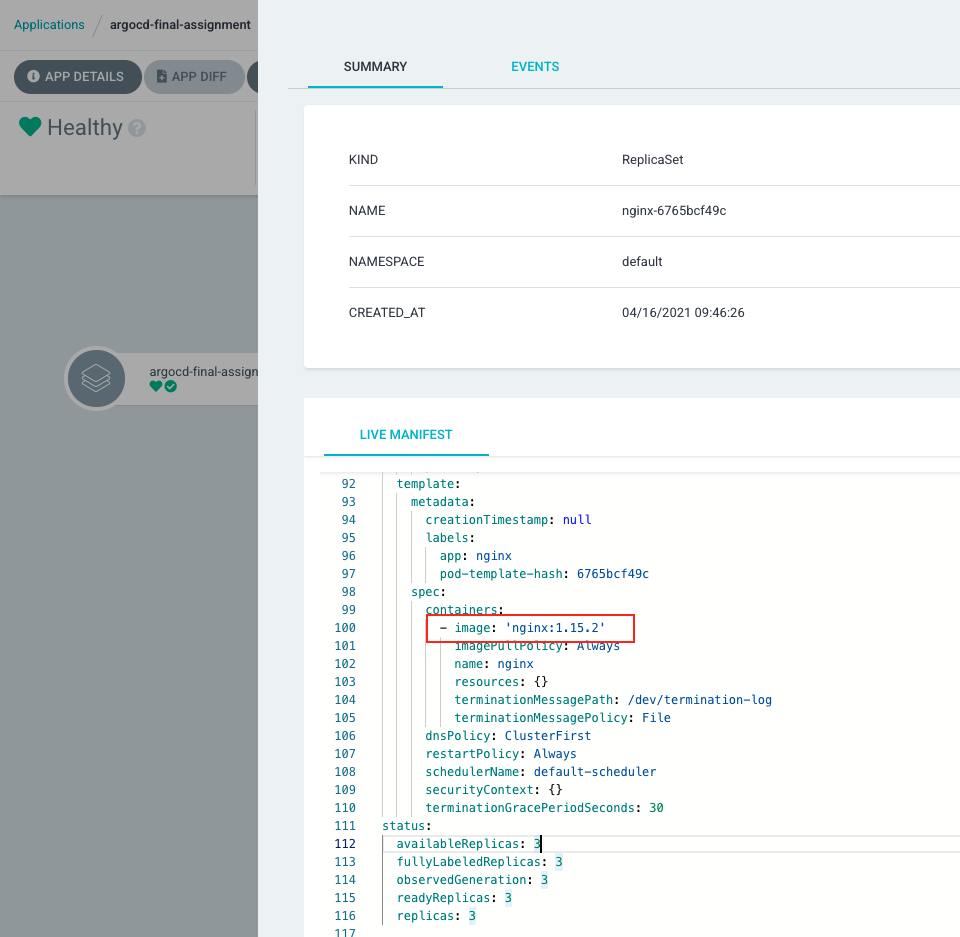 Applications / argocd-final-assignment
APP DETAILS APP DIFF
Healthy ?
argocd-final-assign
SUMMARY EVENTS
KIND ReplicaSet
NAME nginx-6765bcf49c
NAMESPACE default
CREATED_AT 04/16/2021 09:46:26
LIVE MANIFEST
92 template:
93 metadata:
94 creationTimestamp: null
95 labels:
96 app: nginx
97 pod-template-hash: 6765bcf49c
98 spec:
99 containers:
100 - image: 'nginx:1.15.2'
101 imagePullPolicy: Always
102 name: nginx
103 resources: {}
104 terminationMessagePath: /dev/termination-log
105 terminationMessagePolicy: File
106 dnsPolicy: ClusterFirst
107 restartPolicy: Always
108 schedulerName: default-scheduler
109 securityContext: {}
110 terminationGracePeriodSeconds: 30
111 status:
112 availableReplicas: 3
113 fullyLabeledReplicas: 3
114 observedGeneration: 3
115 readyReplicas: 3
116 replicas: 3
117